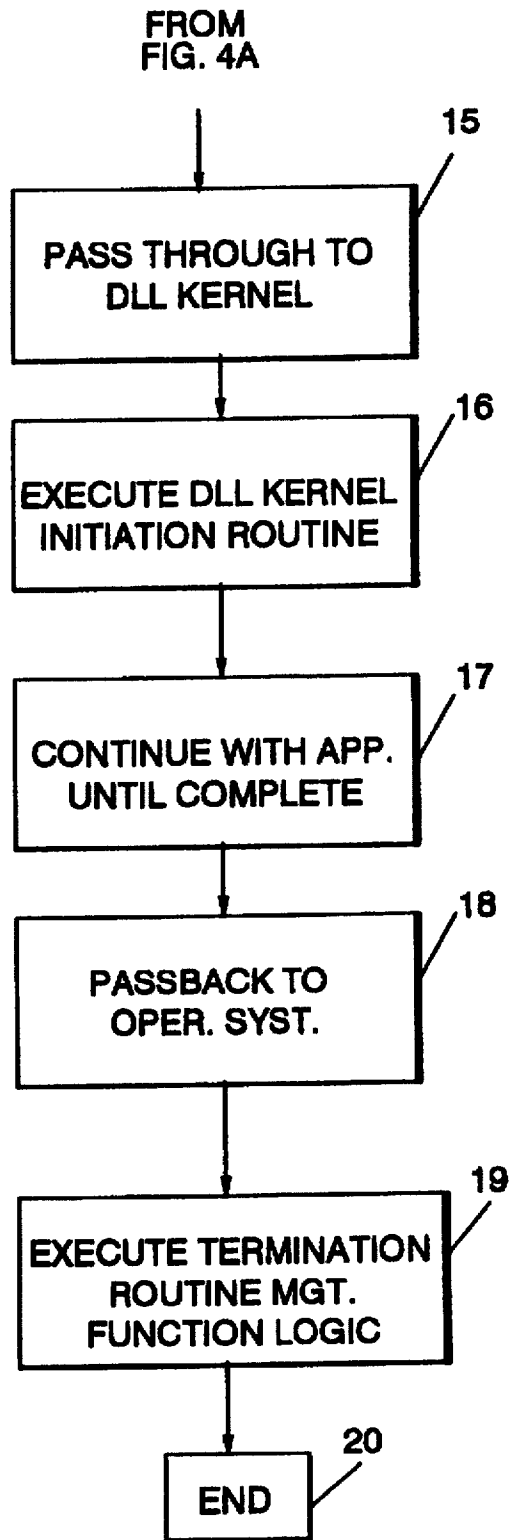 FROM
FIG. 4A
15
PASS THROUGH TO
DLL KERNEL
16
EXECUTE DLL KERNEL
INITIATION ROUTINE
17
CONTINUE WITH APP.
UNTIL COMPLETE
18
PASSBACK TO
OPER. SYST.
19
EXECUTE TERMINATION
ROUTINE MGT.
FUNCTION LOGIC
20
END